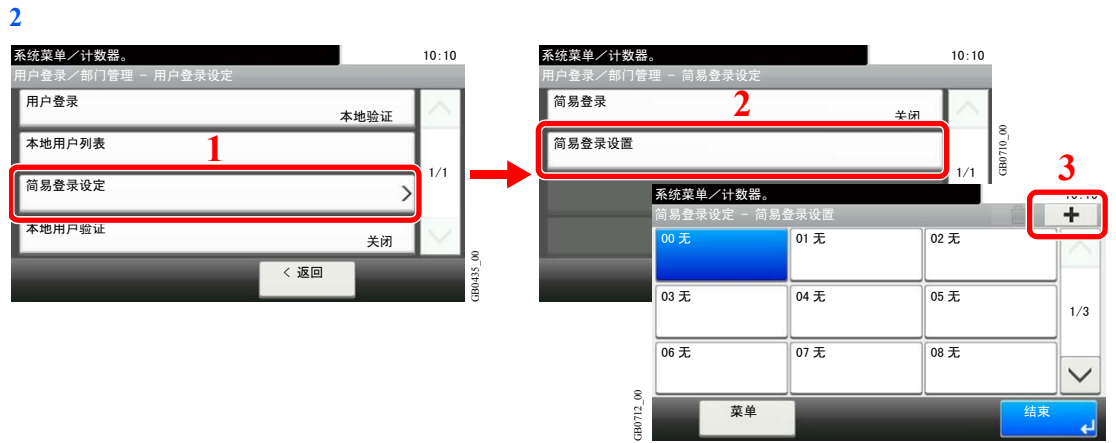 2
系统菜单／计数器。
10:10
用户登录／部门管理 - 用户登录设定
用户登录
本地验证
本地用户列表
1
1/1
简易登录设定
本地用户验证
关闭
< 返回
GB0435_00
系统菜单／计数器。
10:10
用户登录／部门管理 - 简易登录设定
简易登录
2
关闭
简易登录设置
1/1
GB0710_00
3
系统菜单／计数器。
10:10
简易登录设定 - 简易登录设置
+
00 无
01 无
02 无
03 无
04 无
05 无
1/3
06 无
07 无
08 无
菜单
结束
GB0712_00